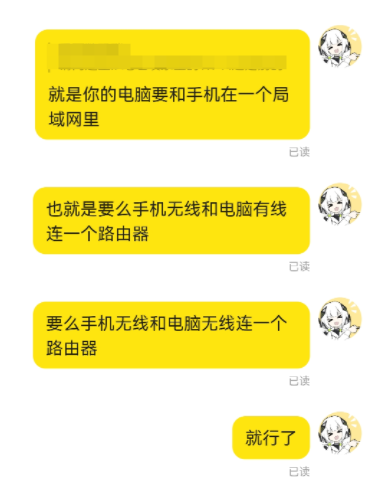 就是你的电脑要和手机在一个局
域网里
已读
也就是要么手机无线和电脑有线
连一个路由器
已读
要么手机无线和电脑无线连一个
路由器
已读
就行了
已读